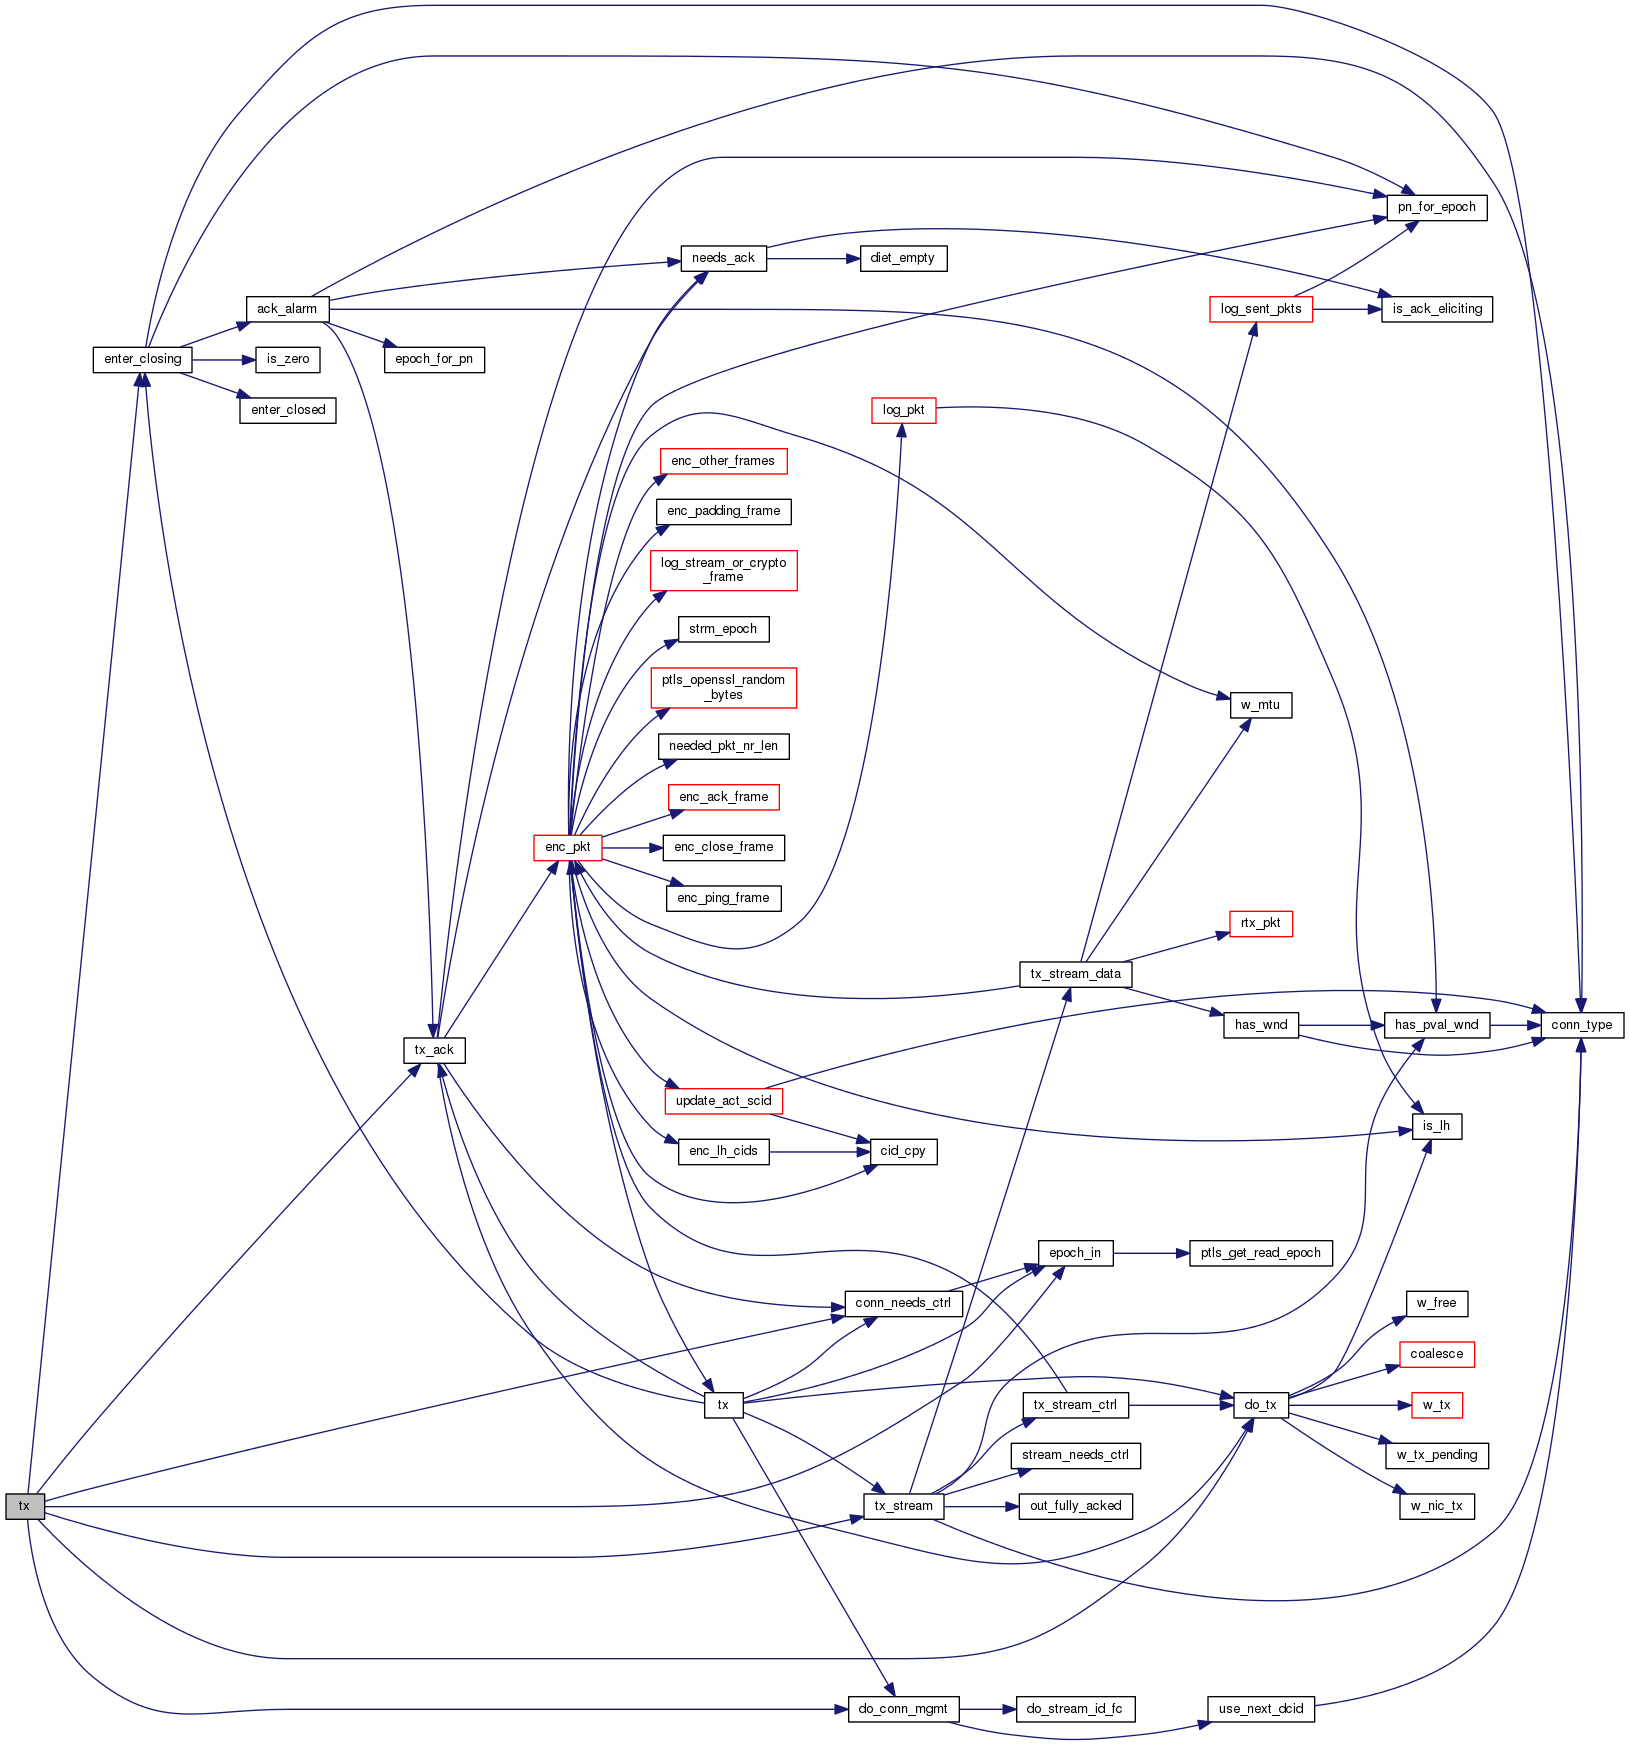 pn_for_epoch
needs_ack
diet_empty
ack_alarm
log_sent_pkts
is_ack_eliciting
enter_closing
is_zero
epoch_for_pn
enter_closed
log_pkt
enc_other_frames
enc_padding_frame
log_stream_or_crypto
_frame
strm_epoch
ptls_openssl_random
_bytes
w_mtu
needed_pkt_nr_len
enc_ack_frame
enc_pkt
enc_close_frame
enc_ping_frame
rtx_pkt
tx_stream_data
has_wnd
has_pval_wnd
conn_type
tx_ack
update_act_scid
is_lh
enc_lh_cids
cid_cpy
epoch_in
ptls_get_read_epoch
conn_needs_ctrl
w_free
coalesce
tx
tx_stream_ctrl
do_tx
w_tx
stream_needs_ctrl
w_tx_pending
tx
tx_stream
out_fully_acked
w_nic_tx
do_conn_mgmt
do_stream_id_fc
use_next_dcid